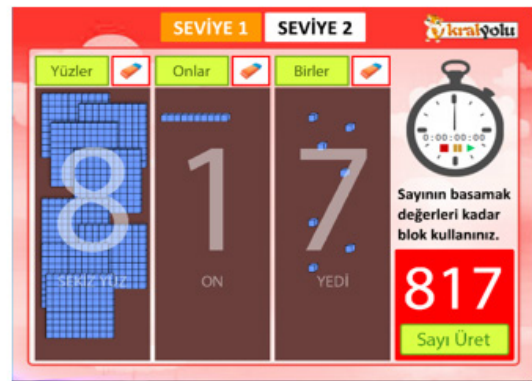 SEVİYE 1 SEVİYE 2
kralyolu
Yüzler Onlar Birler
0:00:00:00
8 1 7
SEKİZ YÜZ ON YEDİ
Sayının basamak
değerleri kadar
blok kullanınız.
817
Sayı Üret